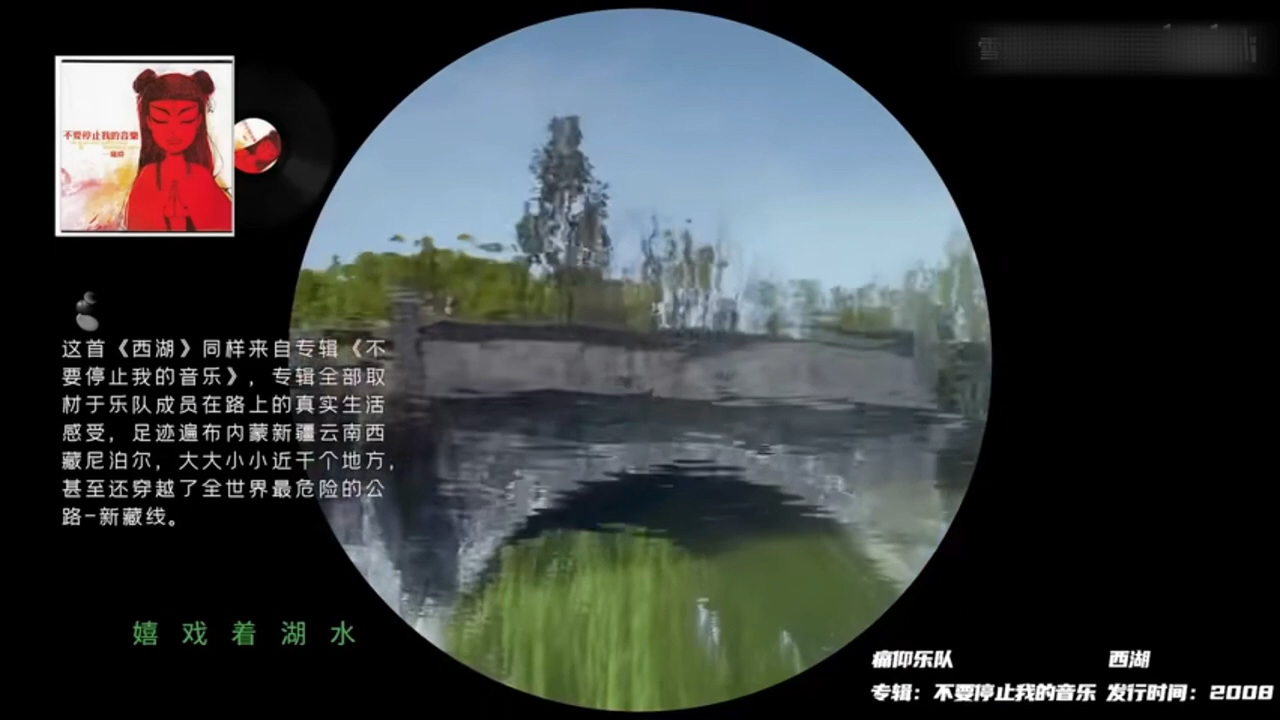 不要停止我的音樂
这首《西湖》同样来自专辑《不
要停止我的音乐》，专辑全部取
材于乐队成员在路上的真实生活
感受，足迹遍布内蒙新疆云南西
藏尼泊尔，大大小小近千个地方，
甚至还穿越了全世界最危险的公
路-新藏线。
嬉戏着湖水
痛仰乐队 西湖
专辑：不要停止我的音乐 发行时间：2008